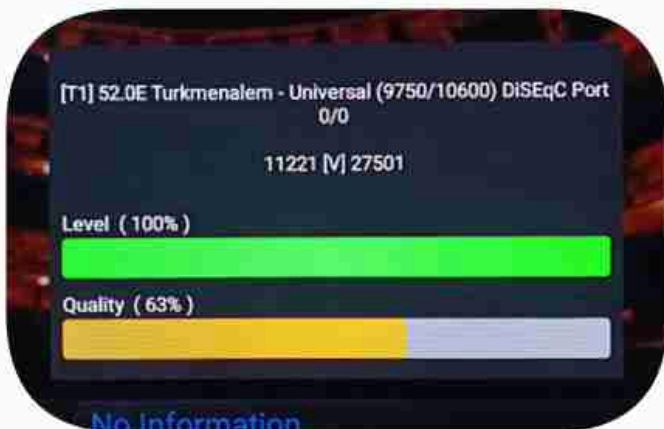 [T1] 52.0E Turkmenalem - Universal (9750/10600) DiSEqC Port
0/0
11221 [V] 27501
Level ( 100% )
Quality ( 63% )
No Information